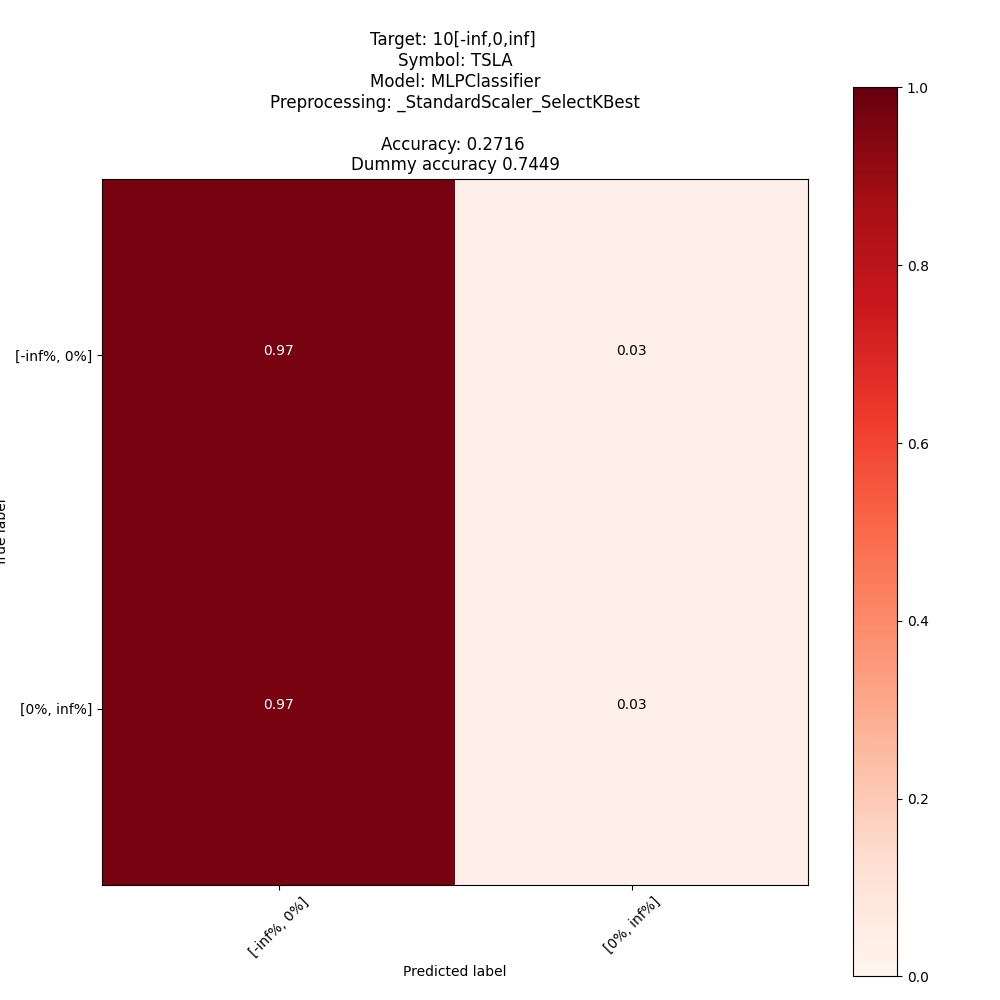 Target: 10[-inf,0,inf]
Symbol: TSLA
Model: MLPClassifier
Preprocessing: _StandardScaler_SelectKBest
Accuracy: 0.2716
Dummy accuracy 0.7449
1.0
0.8
0.6
0.4
0.2
0.0
[-inf%, 0%]
0.97
0.03
[0%, inf%]
0.97
0.03
[-inf%, 0%]
[0%, inf%]
Predicted label